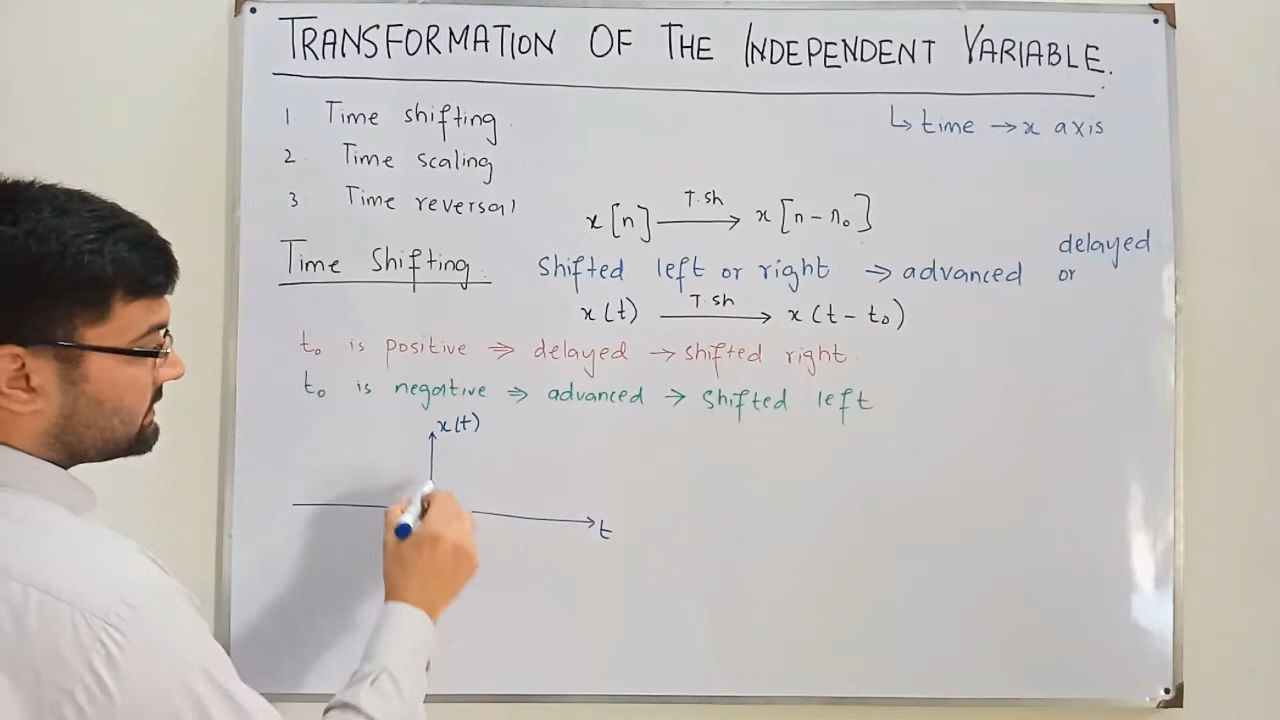 TRANSFORMATION OF THE INDEPENDENT VARIABLE.
↳ time → x axis
1 Time shifting.
2. Time scaling
3. Time reversal
x[n] T.sh → x[n - n₀]
Time Shifting. Shifted left or right → advanced or delayed
x(t) T.sh → x(t - t₀)
t₀ is positive ⇒ delayed → shifted right.
t₀ is negative ⇒ advanced → shifted left
x(t)
t